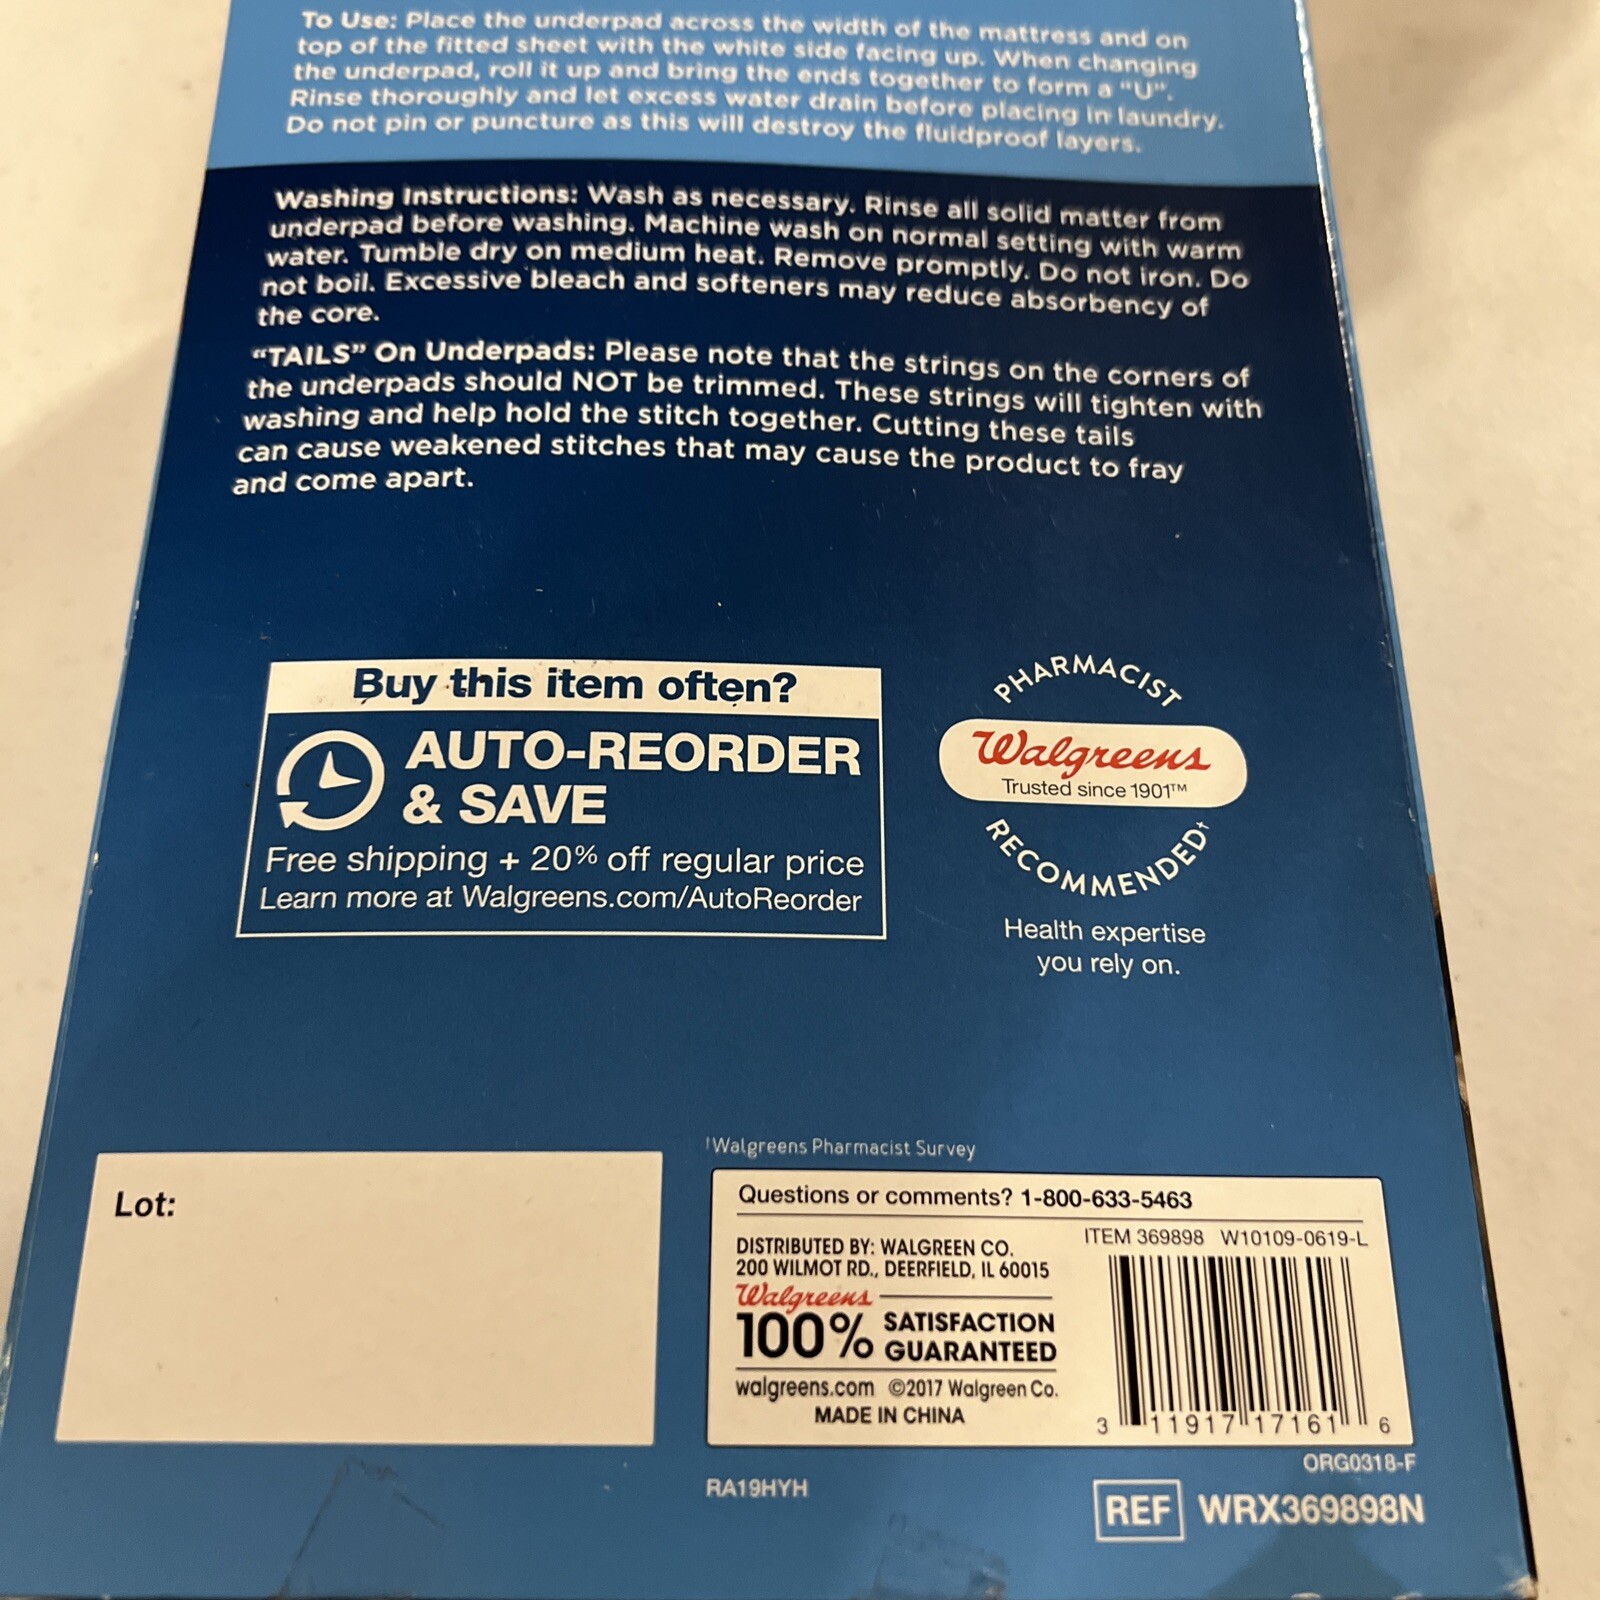 To Use: Place the underpad across the width of the mattress and on
top of the fitted sheet with the white side facing up. When changing
the underpad, roll it up and bring the ends together to form a "U".
Rinse thoroughly and let excess water drain before placing in laundry.
Do not pin or puncture as this will destroy the fluidproof layers.
Washing Instructions: Wash as necessary. Rinse all solid matter from
underpad before washing. Machine wash on normal setting with warm
water. Tumble dry on medium heat. Remove promptly. Do not iron. Do
not boil. Excessive bleach and softeners may reduce absorbency of
the core.
“TAILS” On Underpads: Please note that the strings on the corners of
the underpads should NOT be trimmed. These strings will tighten with
washing and help hold the stitch together. Cutting these tails
can cause weakened stitches that may cause the product to fray
and come apart.
Buy this item often?
AUTO-REORDER
& SAVE
Free shipping + 20% off regular price
Learn more at Walgreens.com/AutoReorder
PHARMACIST
Walgreens
Trusted since 1901™
RECOMMENDED†
Health expertise
you rely on.
Lot:
†Walgreens Pharmacist Survey
Questions or comments? 1-800-633-5463
DISTRIBUTED BY: WALGREEN CO.
200 WILMOT RD., DEERFIELD, IL 60015
Walgreens
100% SATISFACTION
GUARANTEED
walgreens.com ©2017 Walgreen Co.
MADE IN CHINA
ITEM 369898 W10109-0619-L
3 11917 17161 6
ORG0318-F
RA19HYH
REF WRX369898N